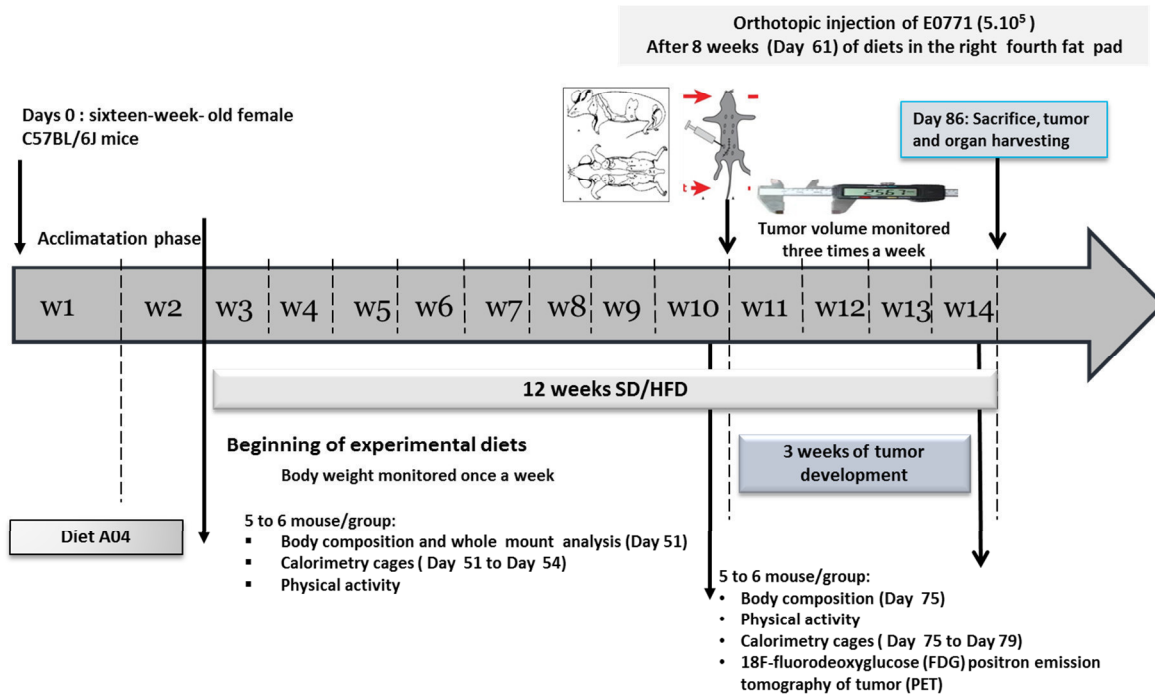 Orthotopic injection of E0771 (5.10⁵)
After 8 weeks (Day 61) of diets in the right fourth fat pad
Days 0 : sixteen-week- old female
C57BL/6J mice
Day 86: Sacrifice, tumor
and organ harvesting
t
25.67
Acclimatation phase
Tumor volume monitored
three times a week
w1 w2 w3 w4 w5 w6 w7 w8 w9 w10 w11 w12 w13 w14
12 weeks SD/HFD
Beginning of experimental diets
Body weight monitored once a week
3 weeks of tumor
development
Diet A04
5 to 6 mouse/group:
▪ Body composition and whole mount analysis (Day 51)
▪ Calorimetry cages ( Day 51 to Day 54)
▪ Physical activity
5 to 6 mouse/group:
• Body composition (Day 75)
• Physical activity
• Calorimetry cages ( Day 75 to Day 79)
• 18F-fluorodeoxyglucose (FDG) positron emission
tomography of tumor (PET)